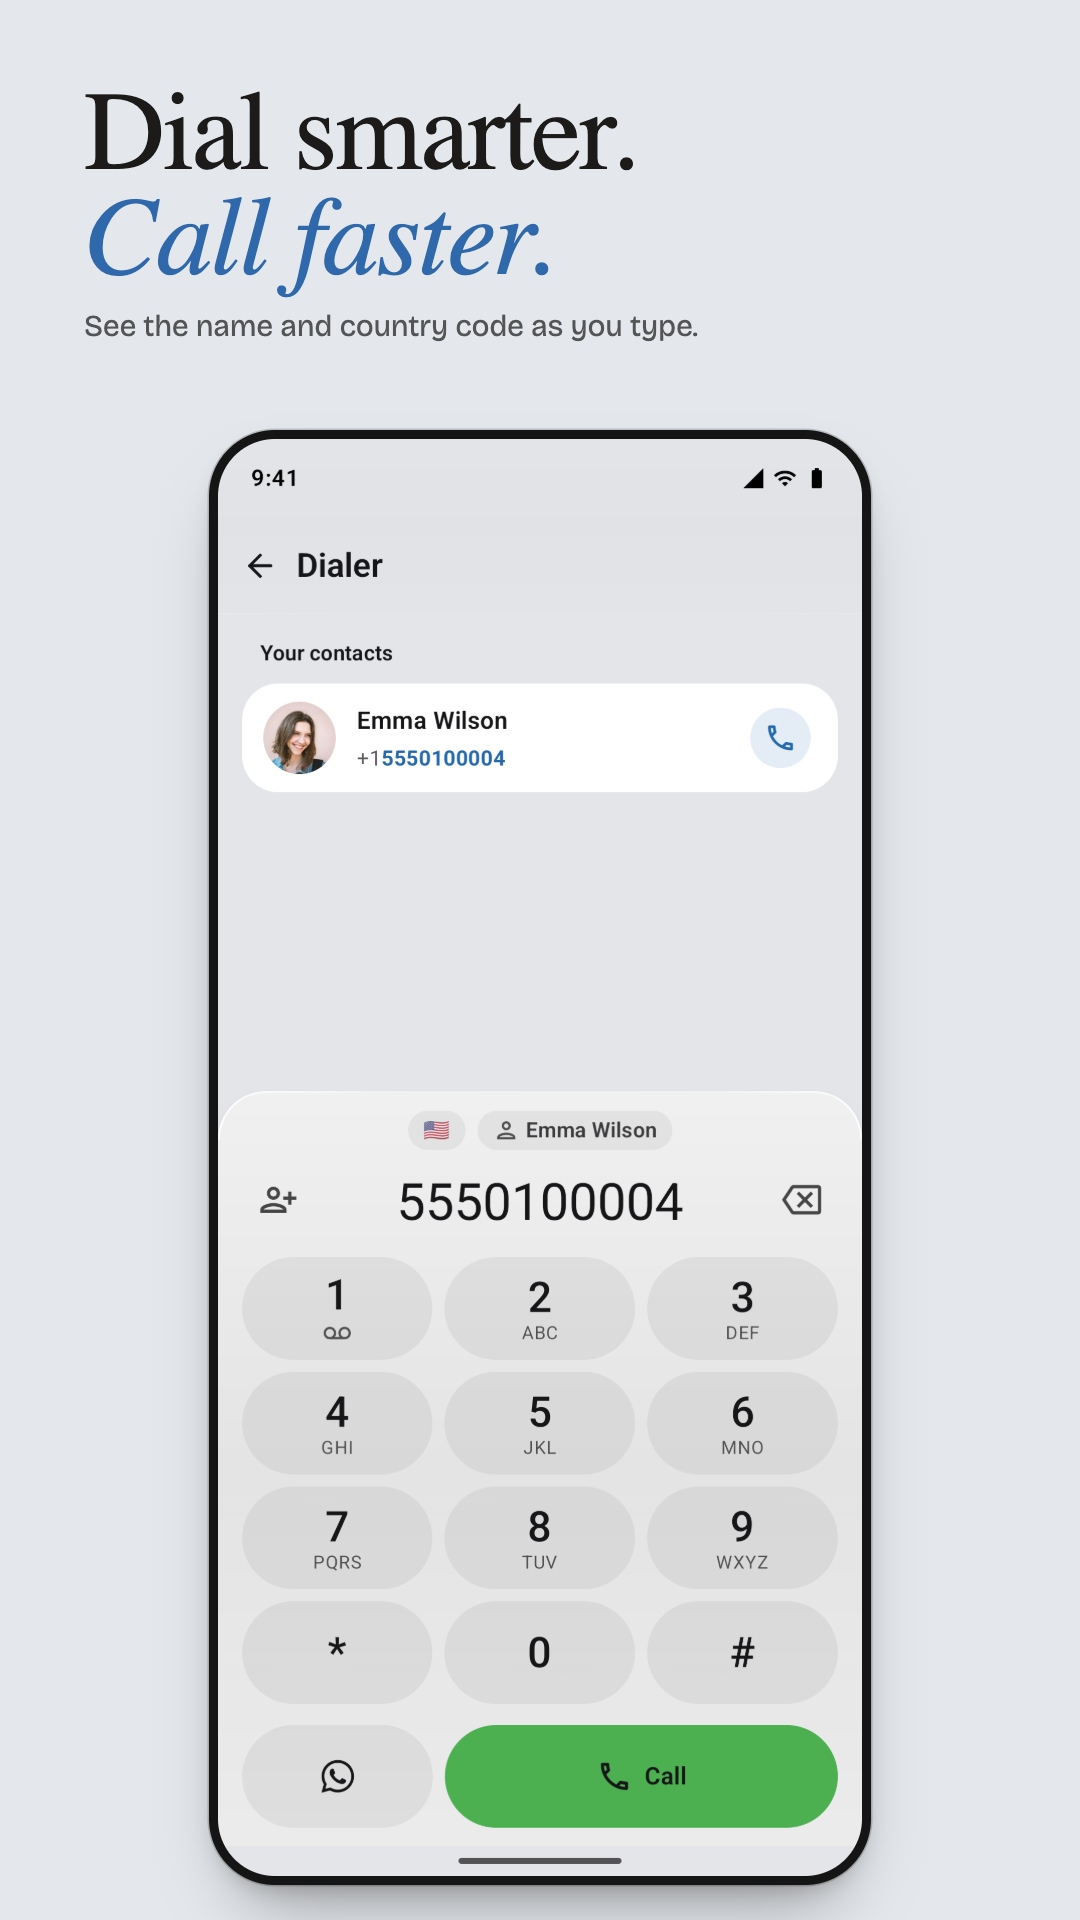 Dial smarter.
Call faster.
See the name and country code as you type.
9:41
Dialer
Your contacts
Emma Wilson
+15550100004
Emma Wilson
5550100004
1
2
ABC
3
DEF
4
GHI
5
JKL
6
MNO
7
PQRS
8
TUV
9
WXYZ
*
0
#
Call